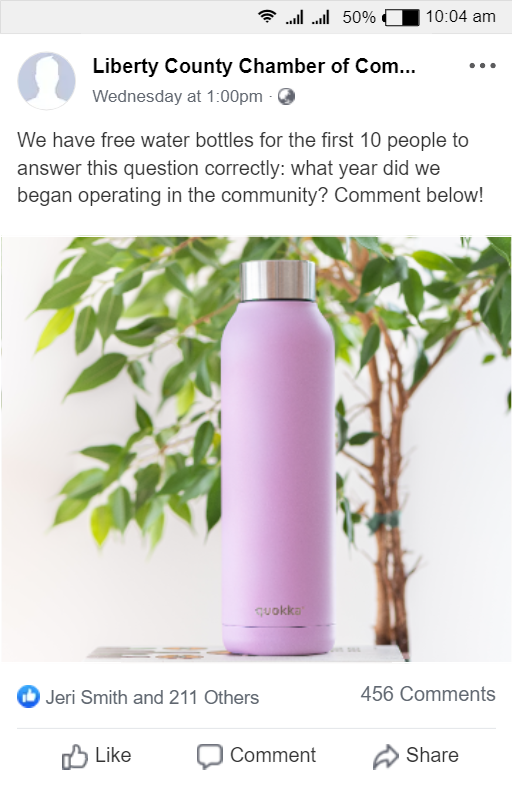 50% 10:04 am
Liberty County Chamber of Com...
Wednesday at 1:00pm ·
We have free water bottles for the first 10 people to
answer this question correctly: what year did we
began operating in the community? Comment below!
quokka
Jeri Smith and 211 Others 456 Comments
Like Comment Share